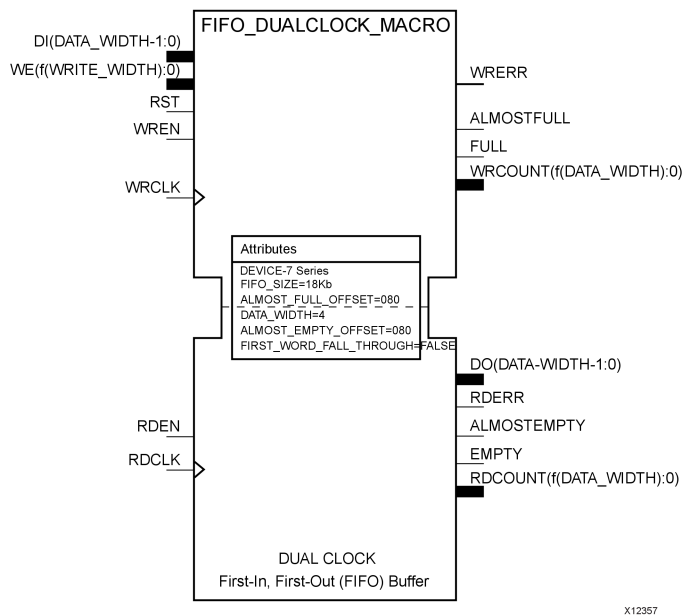 FIFO_DUALCLOCK_MACRO
DI(DATA_WIDTH-1:0)
WE(f(WRITE_WIDTH):0)
RST
WREN
WRCLK
WRERR
ALMOSTFULL
FULL
WRCOUNT(f(DATA_WIDTH):0)
Attributes
DEVICE-7 Series
FIFO_SIZE=18Kb
ALMOST_FULL_OFFSET=080
DATA_WIDTH=4
ALMOST_EMPTY_OFFSET=080
FIRST_WORD_FALL_THROUGH=FALSE
RDEN
RDCLK
DO(DATA-WIDTH-1:0)
RDERR
ALMOSTEMPTY
EMPTY
RDCOUNT(f(DATA_WIDTH):0)
DUAL CLOCK
First-In, First-Out (FIFO) Buffer
X12357